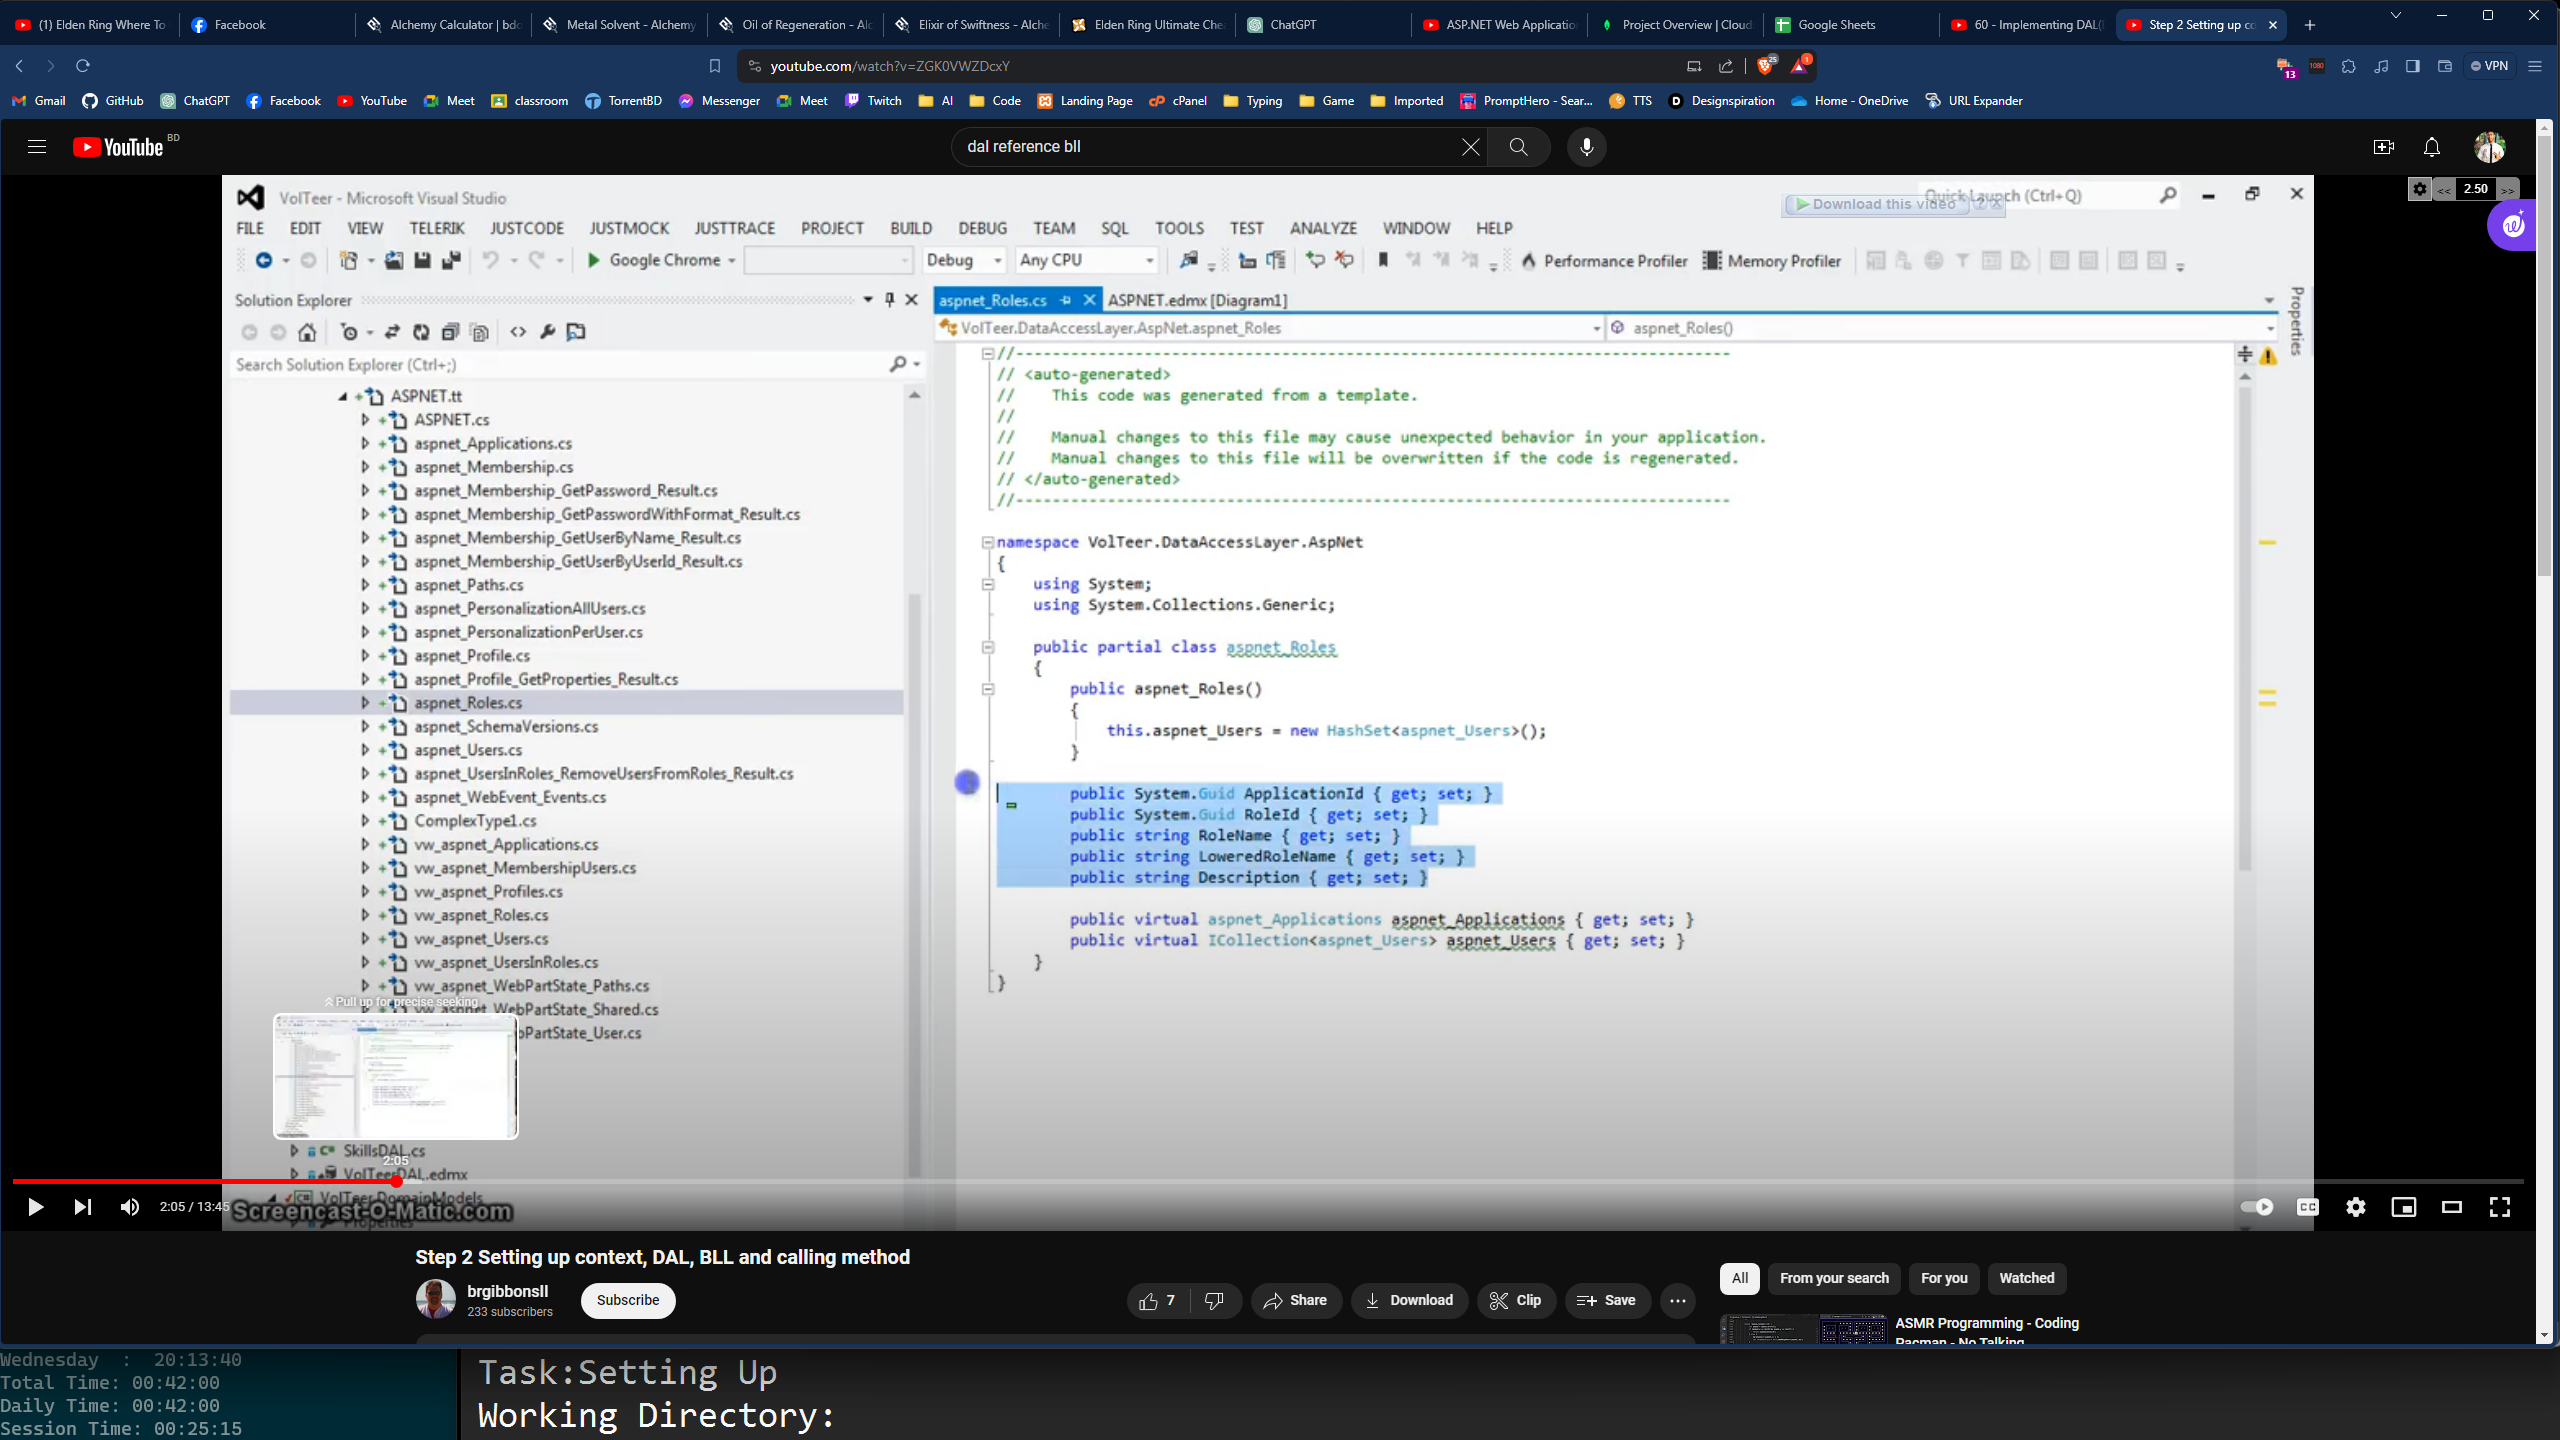 (1) Elden Ring Where To
Facebook
Alchemy Calculator | bdo
Metal Solvent - Alchemy
Oil of Regeneration - Alc
Elixir of Swiftness - Alche
Elden Ring Ultimate Che
ChatGPT
ASP.NET Web Application
Project Overview | Cloud
Google Sheets
60 - Implementing DAL(
Step 2 Setting up co
youtube.com/watch?v=ZGK0VWZDcxY
25
1
13
1080
VPN
Gmail
GitHub
ChatGPT
Facebook
YouTube
Meet
classroom
TorrentBD
Messenger
Meet
Twitch
AI
Code
Landing Page
cPanel
Typing
Game
Imported
PromptHero - Sear...
TTS
Designspiration
Home - OneDrive
URL Expander
YouTube BD
dal reference bll
VolTeer - Microsoft Visual Studio
Quick Launch (Ctrl+Q)
Download this video
<< 2.50 >>
FILE EDIT VIEW TELERIK JUSTCODE JUSTMOCK JUSTTRACE PROJECT BUILD DEBUG TEAM SQL TOOLS TEST ANALYZE WINDOW HELP
Google Chrome Debug Any CPU Performance Profiler Memory Profiler
Solution Explorer
Search Solution Explorer (Ctrl+;)
ASPNET.tt
ASPNET.cs
aspnet_Applications.cs
aspnet_Membership.cs
aspnet_Membership_GetPassword_Result.cs
aspnet_Membership_GetPasswordWithFormat_Result.cs
aspnet_Membership_GetUserByName_Result.cs
aspnet_Membership_GetUserByUserId_Result.cs
aspnet_Paths.cs
aspnet_PersonalizationAllUsers.cs
aspnet_PersonalizationPerUser.cs
aspnet_Profile.cs
aspnet_Profile_GetProperties_Result.cs
aspnet_Roles.cs
aspnet_SchemaVersions.cs
aspnet_Users.cs
aspnet_UsersInRoles_RemoveUsersFromRoles_Result.cs
aspnet_WebEvent_Events.cs
ComplexType1.cs
vw_aspnet_Applications.cs
vw_aspnet_MembershipUsers.cs
vw_aspnet_Profiles.cs
vw_aspnet_Roles.cs
vw_aspnet_Users.cs
vw_aspnet_UsersInRoles.cs
vw_aspnet_WebPartState_Paths.cs
Pull up for precise seeking
vw_aspnet_WebPartState_Shared.cs
bPartState_User.cs
SkillsDAL.cs
2:05
VolTeerDAL.edmx
VolTeer.DomainModels
Properties
aspnet_Roles.cs
ASPNET.edmx [Diagram1]
Properties
VolTeer.DataAccessLayer.AspNet.aspnet_Roles
aspnet_Roles()
//------------------------------------------------------------------------------
// <auto-generated>
// This code was generated from a template.
//
// Manual changes to this file may cause unexpected behavior in your application.
// Manual changes to this file will be overwritten if the code is regenerated.
// </auto-generated>
//------------------------------------------------------------------------------
namespace VolTeer.DataAccessLayer.AspNet
{
using System;
using System.Collections.Generic;
public partial class aspnet_Roles
{
public aspnet_Roles()
{
this.aspnet_Users = new HashSet<aspnet_Users>();
}
public System.Guid ApplicationId { get; set; }
public System.Guid RoleId { get; set; }
public string RoleName { get; set; }
public string LoweredRoleName { get; set; }
public string Description { get; set; }
public virtual aspnet_Applications aspnet_Applications { get; set; }
public virtual ICollection<aspnet_Users> aspnet_Users { get; set; }
}
}
2:05 / 13:45
Screencast-O-Matic.com
Step 2 Setting up context, DAL, BLL and calling method
brgibbonsll
233 subscribers
Subscribe
7
Share
Download
Clip
Save
All
From your search
For you
Watched
ASMR Programming - Coding
Pacman - No Talking
Wednesday : 20:13:40
Total Time: 00:42:00
Daily Time: 00:42:00
Session Time: 00:25:15
Task:Setting Up
Working Directory: